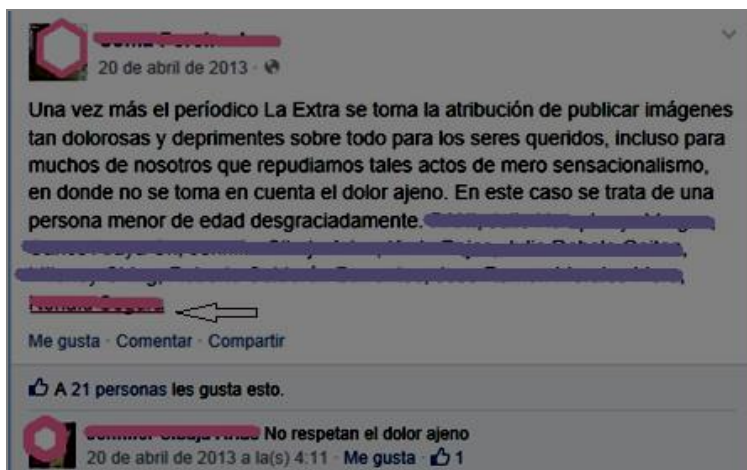 20 de abril de 2013
Una vez más el períodico La Extra se toma la atribución de publicar imágenes
tan dolorosas y deprimentes sobre todo para los seres queridos, incluso para
muchos de nosotros que repudiamos tales actos de mero sensacionalismo,
en donde no se toma en cuenta el dolor ajeno. En este caso se trata de una
persona menor de edad desgraciadamente.
Me gusta · Comentar · Compartir
A 21 personas les gusta esto.
No respetan el dolor ajeno
20 de abril de 2013 a la(s) 4:11 · Me gusta · 1